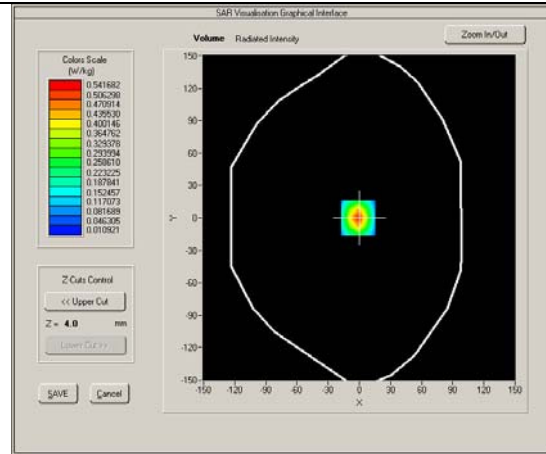 SAR Visualisation Graphical Interface
Volume Radiated Intensity
Zoom In/Out
Colors Scale
(W/kg)
0.541682
0.506298
0.470914
0.435530
0.400146
0.364762
0.329378
0.293994
0.258610
0.223225
0.187841
0.152457
0.117073
0.081689
0.046305
0.010921
Z Cuts Control
<< Upper Cut
Z = 4.0 mm
Lower Cut >>
SAVE
Cancel
150
120
90
60
30
0
-30
-60
-90
-120
-150
Y
-150 -120 -90 -60 -30 0 30 60 90 120 150
X